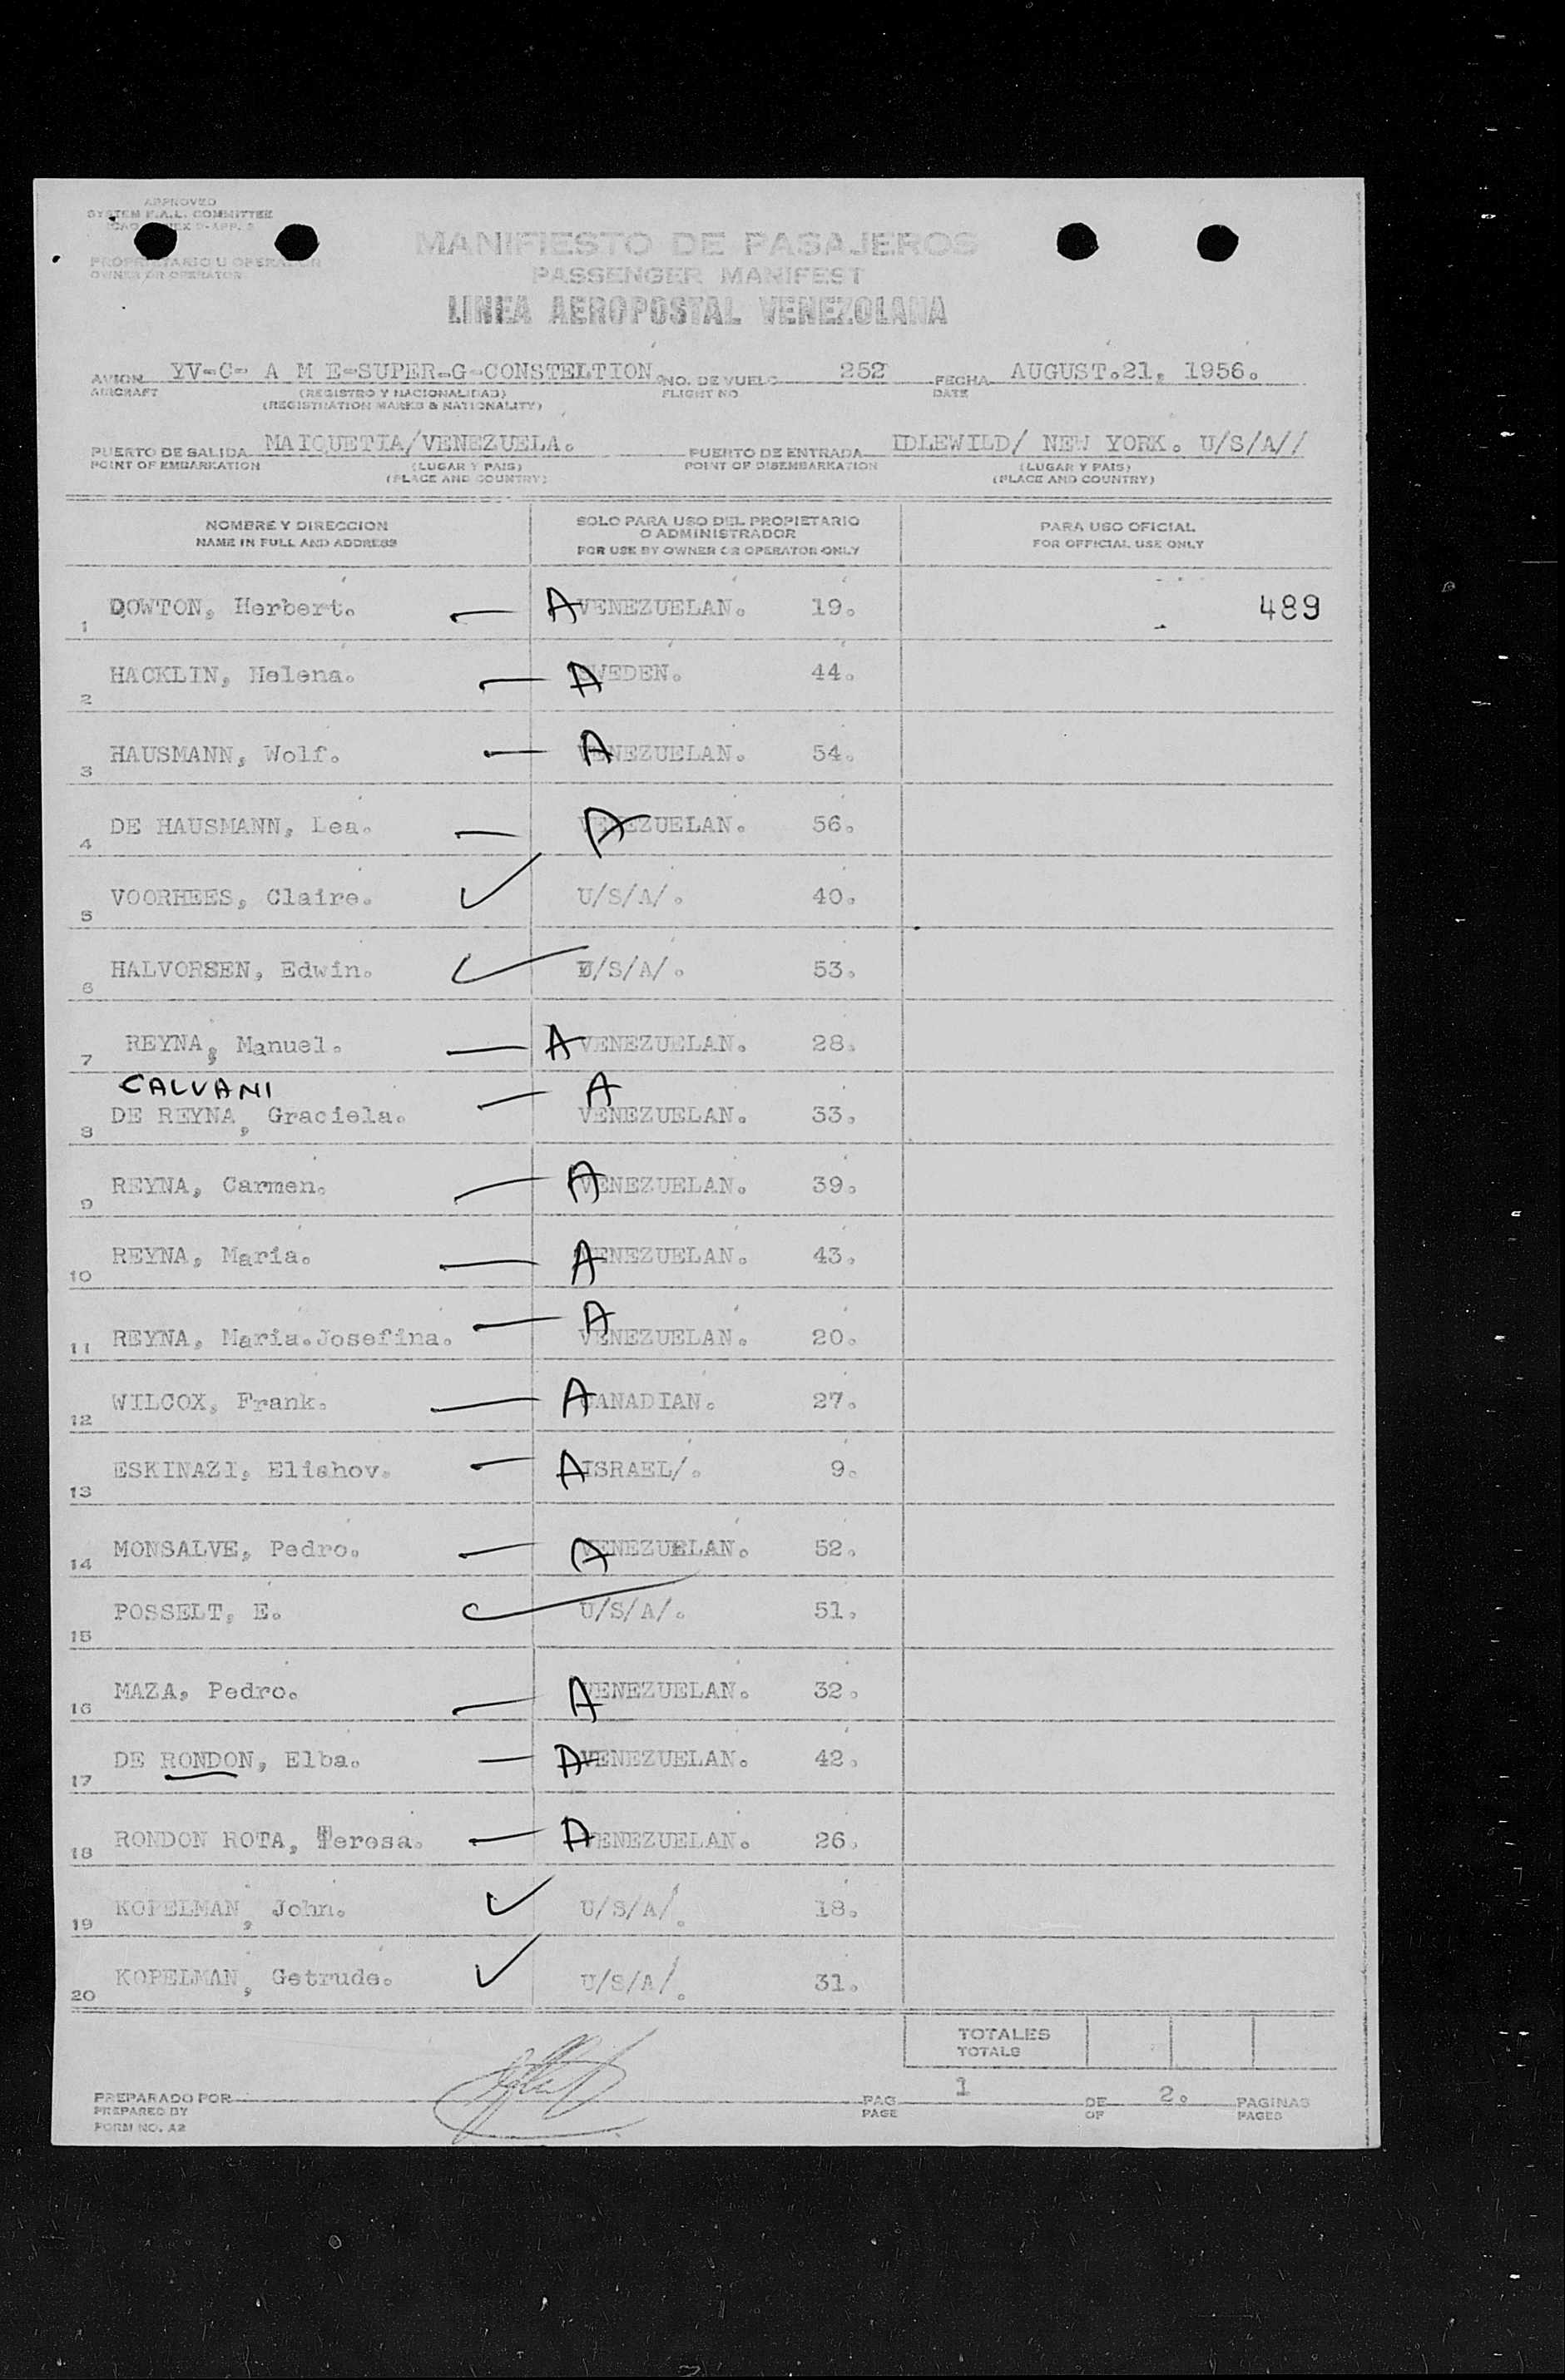 APPROVED
SYSTEM F.A.L. COMMITTEE
PROPRIETARIO U OPERADOR
OWNER OR OPERATOR
MANIFIESTO DE PASAJEROS
PASSENGER MANIFEST
LINEA AEROPOSTAL VENEZOLANA
AVION YV-C- A M E-SUPER-G-CONSTELTION. NO. DE VUELO 252 FECHA AUGUST.21, 1956.
AIRCRAFT (REGISTRO Y NACIONALIDAD) FLIGHT NO DATE
(REGISTRATION MARKS & NATIONALITY)
PUERTO DE SALIDA MAIQUETIA/VENEZUELA. PUERTO DE ENTRADA IDLEWILD/ NEW YORK. U/S/A//
POINT OF EMBARKATION (LUGAR Y PAIS) POINT OF DISEMBARKATION (LUGAR Y PAIS)
(PLACE AND COUNTRY) (PLACE AND COUNTRY)
NOMBRE Y DIRECCION SOLO PARA USO DEL PROPIETARIO PARA USO OFICIAL
O ADMINISTRADOR
NAME IN FULL AND ADDRESS FOR USE BY OWNER OR OPERATOR ONLY FOR OFFICIAL USE ONLY
1 DOWTON, Herbert. — A VENEZUELAN. 19. 489
2 HACKLIN, Helena. — A SWEDEN. 44.
3 HAUSMANN, Wolf. — A VENEZUELAN. 54.
4 DE HAUSMANN, Lea. — A VENEZUELAN. 56.
5 VOORHEES, Claire. ✓ U/S/A/. 40.
6 HALVORSEN, Edwin. ✓ U/S/A/. 53.
7 REYNA, Manuel. — A VENEZUELAN. 28.
CALVANI
8 DE REYNA, Graciela. — A VENEZUELAN. 33.
9 REYNA, Carmen. — A VENEZUELAN. 39.
10 REYNA, Maria. — A VENEZUELAN. 43.
11 REYNA, Maria.Josefina. — A VENEZUELAN. 20.
12 WILCOX, Frank. — A CANADIAN. 27.
13 ESKINAZI, Elishov. — A ISRAEL/. 9.
14 MONSALVE, Pedro. — A VENEZUELAN. 52.
15 POSSELT, E. ✓ U/S/A/. 51.
16 MAZA, Pedro. — A VENEZUELAN. 32.
17 DE RONDON, Elba. — A VENEZUELAN. 42.
18 RONDON ROTA, Teresa. — A VENEZUELAN. 26.
19 KOPELMAN, John. ✓ U/S/A/. 18.
20 KOPELMAN, Getrude. ✓ U/S/A/. 31.
TOTALES
TOTALS
PREPARADO POR PAG 1 DE 2. PAGINAS
PREPARED BY PAGE OF PAGES
FORM NO. A2